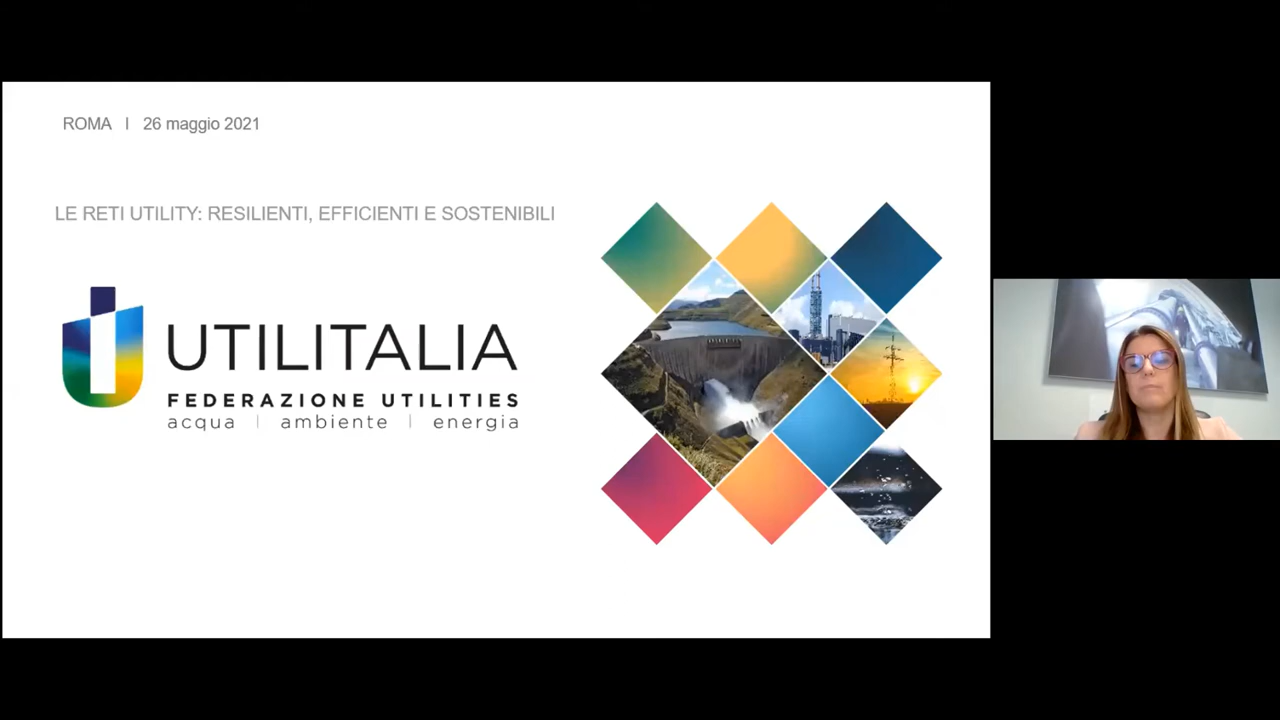 ROMA I 26 maggio 2021
LE RETI UTILITY: RESILIENTI, EFFICIENTI E SOSTENIBILI
UTILITALIA
FEDERAZIONE UTILITIES
acqua | ambiente | energia